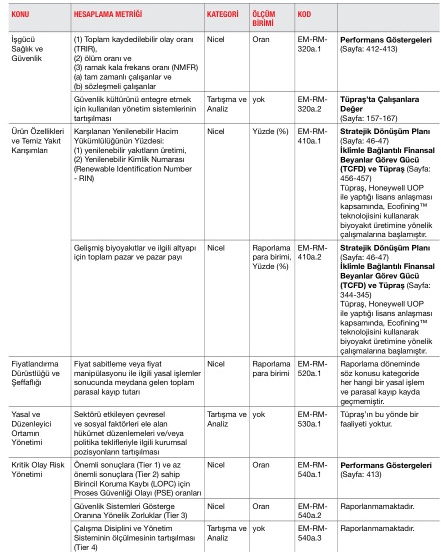 KONU
HESAPLAMA METRİĞİ
KATEGORİ
ÖLÇÜM
BİRİMİ
KOD
İşgücü
Sağlık ve
Güvenlik
(1) Toplam kaydedilebilir olay oranı
(TRIR),
(2) ölüm oranı ve
(3) ramak kala frekans oranı (NMFR)
(a) tam zamanlı çalışanlar ve
(b) sözleşmeli çalışanlar
Nicel
Oran
EM-RM-
320a.1
Performans Göstergeleri
(Sayfa: 412-413)
Güvenlik kültürünü entegre etmek
için kullanılan yönetim sistemlerinin
tartışılması
Tartışma ve
Analiz
yok
EM-RM-
320a.2
Tüpraş'ta Çalışanlara
Değer
(Sayfa: 157-167)
Ürün Özellikleri
ve Temiz Yakıt
Karışımları
Karşılanan Yenilenebilir Hacim
Yükümlülüğünün Yüzdesi:
(1) yenilenebilir yakıtların üretimi,
(2) Yenilebilir Kimlik Numarası
(Renewable Identification Number
- RIN)
Nicel
Yüzde (%)
EM-RM-
410a.1
Stratejik Dönüşüm Planı
(Sayfa: 46-47)
İklimle Bağlantılı Finansal
Beyanlar Görev Gücü
(TCFD) ve Tüpraş (Sayfa:
456-457)
Tüpraş, Honeywell UOP
ile yaptığı lisans anlaşması
kapsamında, Ecofining™
teknolojisini kullanarak
biyoyakıt üretimine yönelik
çalışmalarına başlamıştır.
Gelişmiş biyoyakıtlar ve ilgili altyapı
için toplam pazar ve pazar payı
Nicel
Raporlama
para birimi,
Yüzde (%)
EM-RM-
410a.2
Stratejik Dönüşüm Planı
(Sayfa: 46-47)
İklimle Bağlantılı Finansal
Beyanlar Görev Gücü
(TCFD) ve Tüpraş (Sayfa:
344-345)
Tüpraş, Honeywell UOP
ile yaptığı lisans anlaşması
kapsamında, Ecofining™
teknolojisini kullanarak
biyoyakıt üretimine yönelik
çalışmalarına başlamıştır.
Fiyatlandırma
Dürüstlüğü ve
Şeffaflığı
Fiyat sabitleme veya fiyat
manipülasyonu ile ilgili yasal işlemler
sonucunda meydana gelen toplam
parasal kayıp tutarı
Nicel
Raporlama
para birimi
EM-RM-
520a.1
Raporlama döneminde
söz konusu kategoride
her hangi bir yasal işlem
ve parasal kayıp kayda
geçmemiştir.
Yasal ve
Düzenleyici
Ortamın
Yönetimi
Sektörü etkileyen çevresel
ve sosyal faktörleri ele alan
hükümet düzenlemeleri ve/veya
politika teklifleriyle ilgili kurumsal
pozisyonların tartışılması
Tartışma ve
Analiz
yok
EM-RM-
530a.1
Tüpraş'ın bu yönde bir
faaliyeti yoktur.
Kritik Olay Risk
Yönetimi
Önemli sonuçlara (Tier 1) ve az
önemli sonuçlara (Tier 2) sahip
Birincil Koruma Kaybı (LOPC) için
Proses Güvenliği Olayı (PSE) oranları
Nicel
Oran
EM-RM-
540a.1
Performans Göstergeleri
(Sayfa: 413)
Güvenlik Sistemleri Gösterge
Oranına Yönelik Zorluklar (Tier 3)
Nicel
Oran
EM-RM-
540a.2
Raporlanmamaktadır.
Çalışma Disiplini ve Yönetim
Sisteminin ölçülmesinin tartışılması
(Tier 4)
Tartışma ve
Analiz
yok
EM-RM-
540a.3
Raporlanmamaktadır.